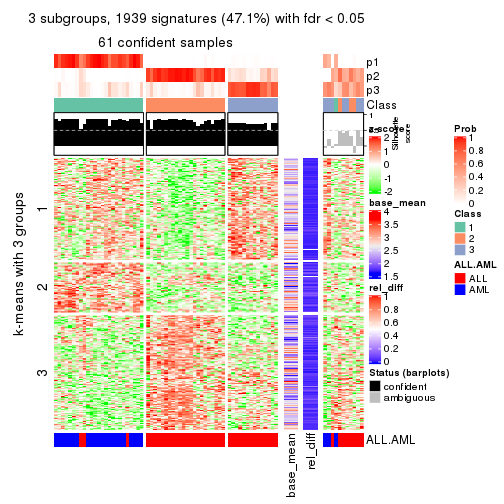 3 subgroups, 1939 signatures (47.1%) with fdr < 0.05
61 confident samples
p1
p2
p3
Class
1
0.5
0
Silhouette
score
k-means with 3 groups
1
2
3
ALL.AML
base_mean
rel_diff
z-score
2
1
0
-1
-2
base_mean
4
3.5
3
2.5
2
1.5
rel_diff
1
0.8
0.6
0.4
0.2
0
Status (barplots)
confident
ambiguous
Prob
1
0.8
0.6
0.4
0.2
0
Class
1
2
3
ALL.AML
ALL
AML